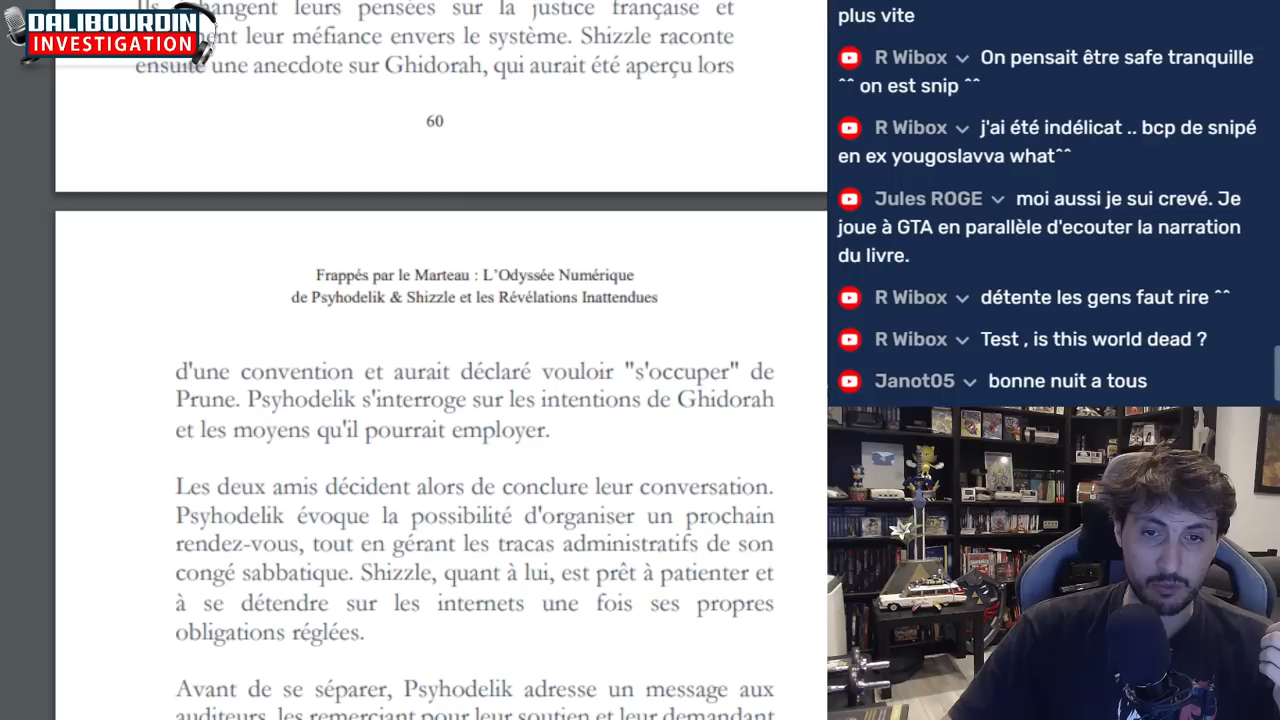 DALIBOURDIN
INVESTIGATION
leurs pensées sur la justice française et
leur méfiance envers le système. Shizzle raconte
ensuite une anecdote sur Ghidorah, qui aurait été aperçu lors
60
Frappés par le Marteau : L'Odyssée Numérique
de Psyhodelik & Shizzle et les Révélations Inattendues
d'une convention et aurait déclaré vouloir "s'occuper" de
Prune. Psyhodelik s'interroge sur les intentions de Ghidorah
et les moyens qu'il pourrait employer.
Les deux amis décident alors de conclure leur conversation.
Psyhodelik évoque la possibilité d'organiser un prochain
rendez-vous, tout en gérant les tracas administratifs de son
congé sabbatique. Shizzle, quant à lui, est prêt à patienter et
à se détendre sur les internets une fois ses propres
obligations réglées.
Avant de se séparer, Psyhodelik adresse un message aux
auditeurs, les remerciant pour leur soutien et leur demandant
plus vite
R Wibox On pensait être safe tranquille
^^ on est snip ^^
R Wibox j'ai été indélicat .. bcp de snipé
en ex yougoslavva what^^
Jules ROGE moi aussi je sui crevé. Je
joue à GTA en parallèle d'ecouter la narration
du livre.
R Wibox détente les gens faut rire ^^
R Wibox Test , is this world dead ?
Janot05 bonne nuit a tous